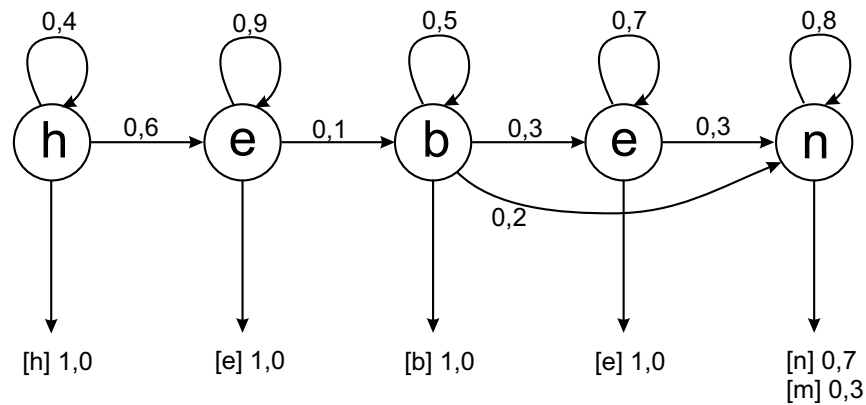 0,4 0,9 0,5 0,7 0,8
h 0,6 e 0,1 b 0,3 e 0,3 n
0,2
[h] 1,0 [e] 1,0 [b] 1,0 [e] 1,0 [n] 0,7
[m] 0,3